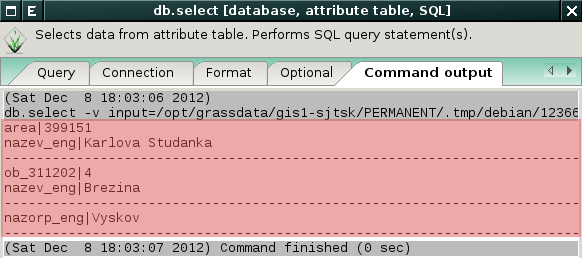 db.select [database, attribute table, SQL]
Selects data from attribute table. Performs SQL query statement(s).
Query Connection Format Optional Command output
(Sat Dec  8 18:03:06 2012)
db.select -v input=/opt/grassdata/gis1-sjtsk/PERMANENT/.tmp/debian/12366
area|399151
nazev_eng|Karlova Studanka
--------------------------------------------------------------------------
ob_311202|4
nazev_eng|Brezina
--------------------------------------------------------------------------
nazorp_eng|Vyskov
--------------------------------------------------------------------------
(Sat Dec  8 18:03:07 2012) Command finished (0 sec)